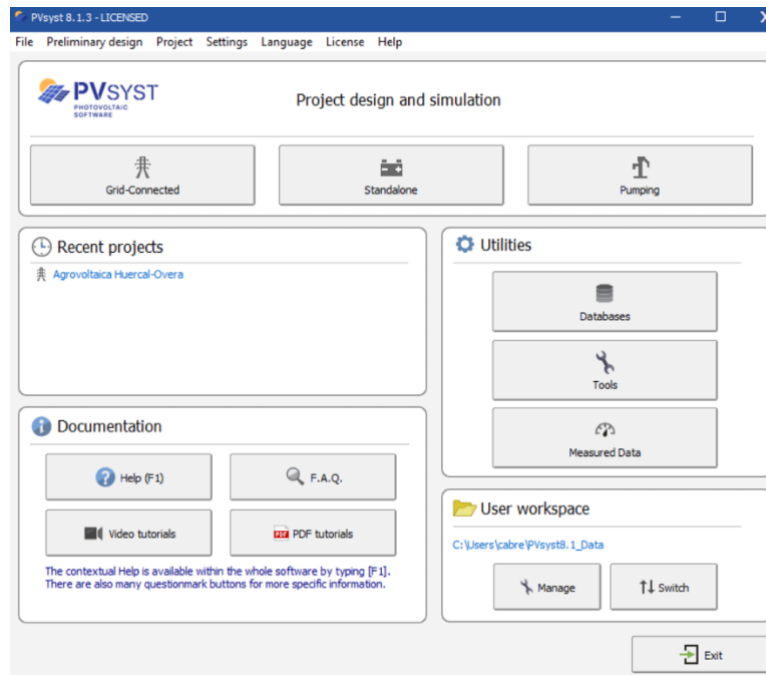 PVsyst 8.1.3 - LICENSED
File Preliminary design Project Settings Language License Help
PVSYST
PHOTOVOLTAIC
SOFTWARE
Project design and simulation
Grid-Connected
Standalone
Pumping
Recent projects
Agrovoltaica Huercal-Overa
Utilities
Databases
Tools
Measured Data
Documentation
Help (F1)
F.A.Q.
Video tutorials
PDF
PDF tutorials
The contextual Help is available within the whole software by typing [F1].
There are also many questionmark buttons for more specific information.
User workspace
C:\Users\cabre\PVsyst8.1_Data
Manage
Switch
Exit